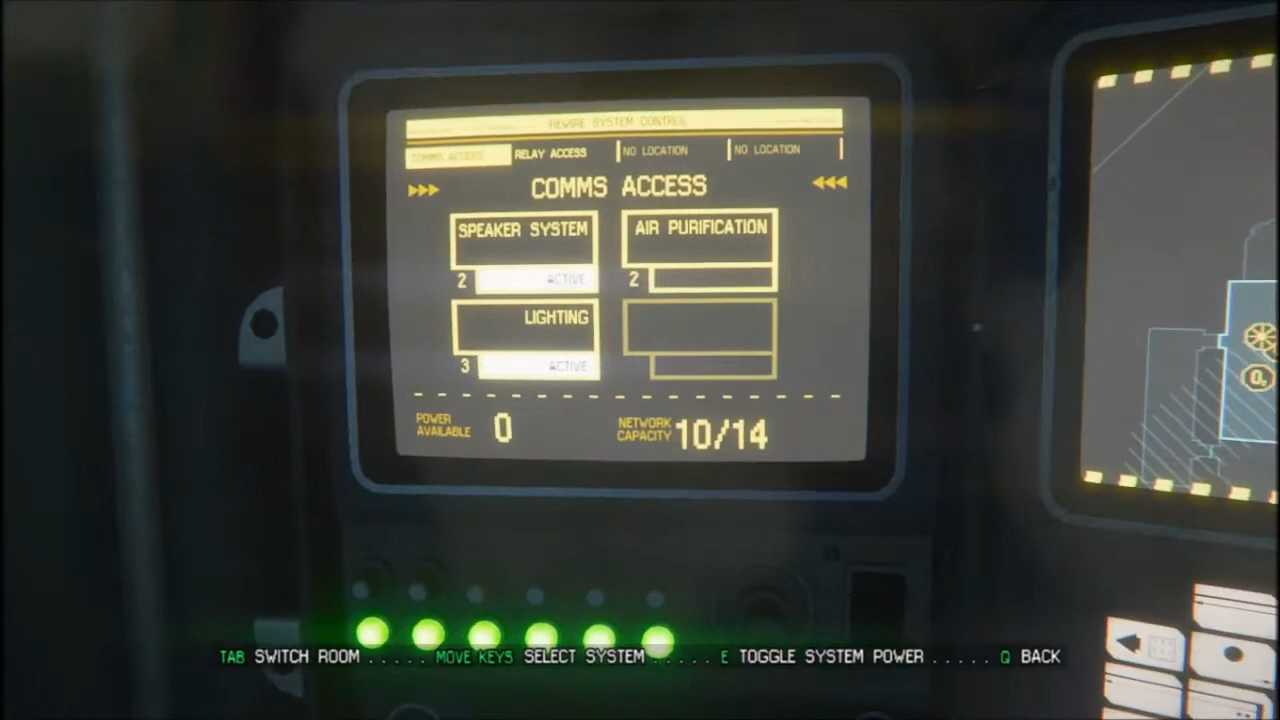 REWIRE SYSTEM CONTROL
COMMS ACCESS RELAY ACCESS NO LOCATION NO LOCATION
COMMS ACCESS
SPEAKER SYSTEM AIR PURIFICATION
2 ACTIVE 2
LIGHTING
3 ACTIVE
POWER AVAILABLE 0 NETWORK CAPACITY 10/14
TAB SWITCH ROOM ..... MOVE KEYS SELECT SYSTEM ..... E TOGGLE SYSTEM POWER ..... Q BACK